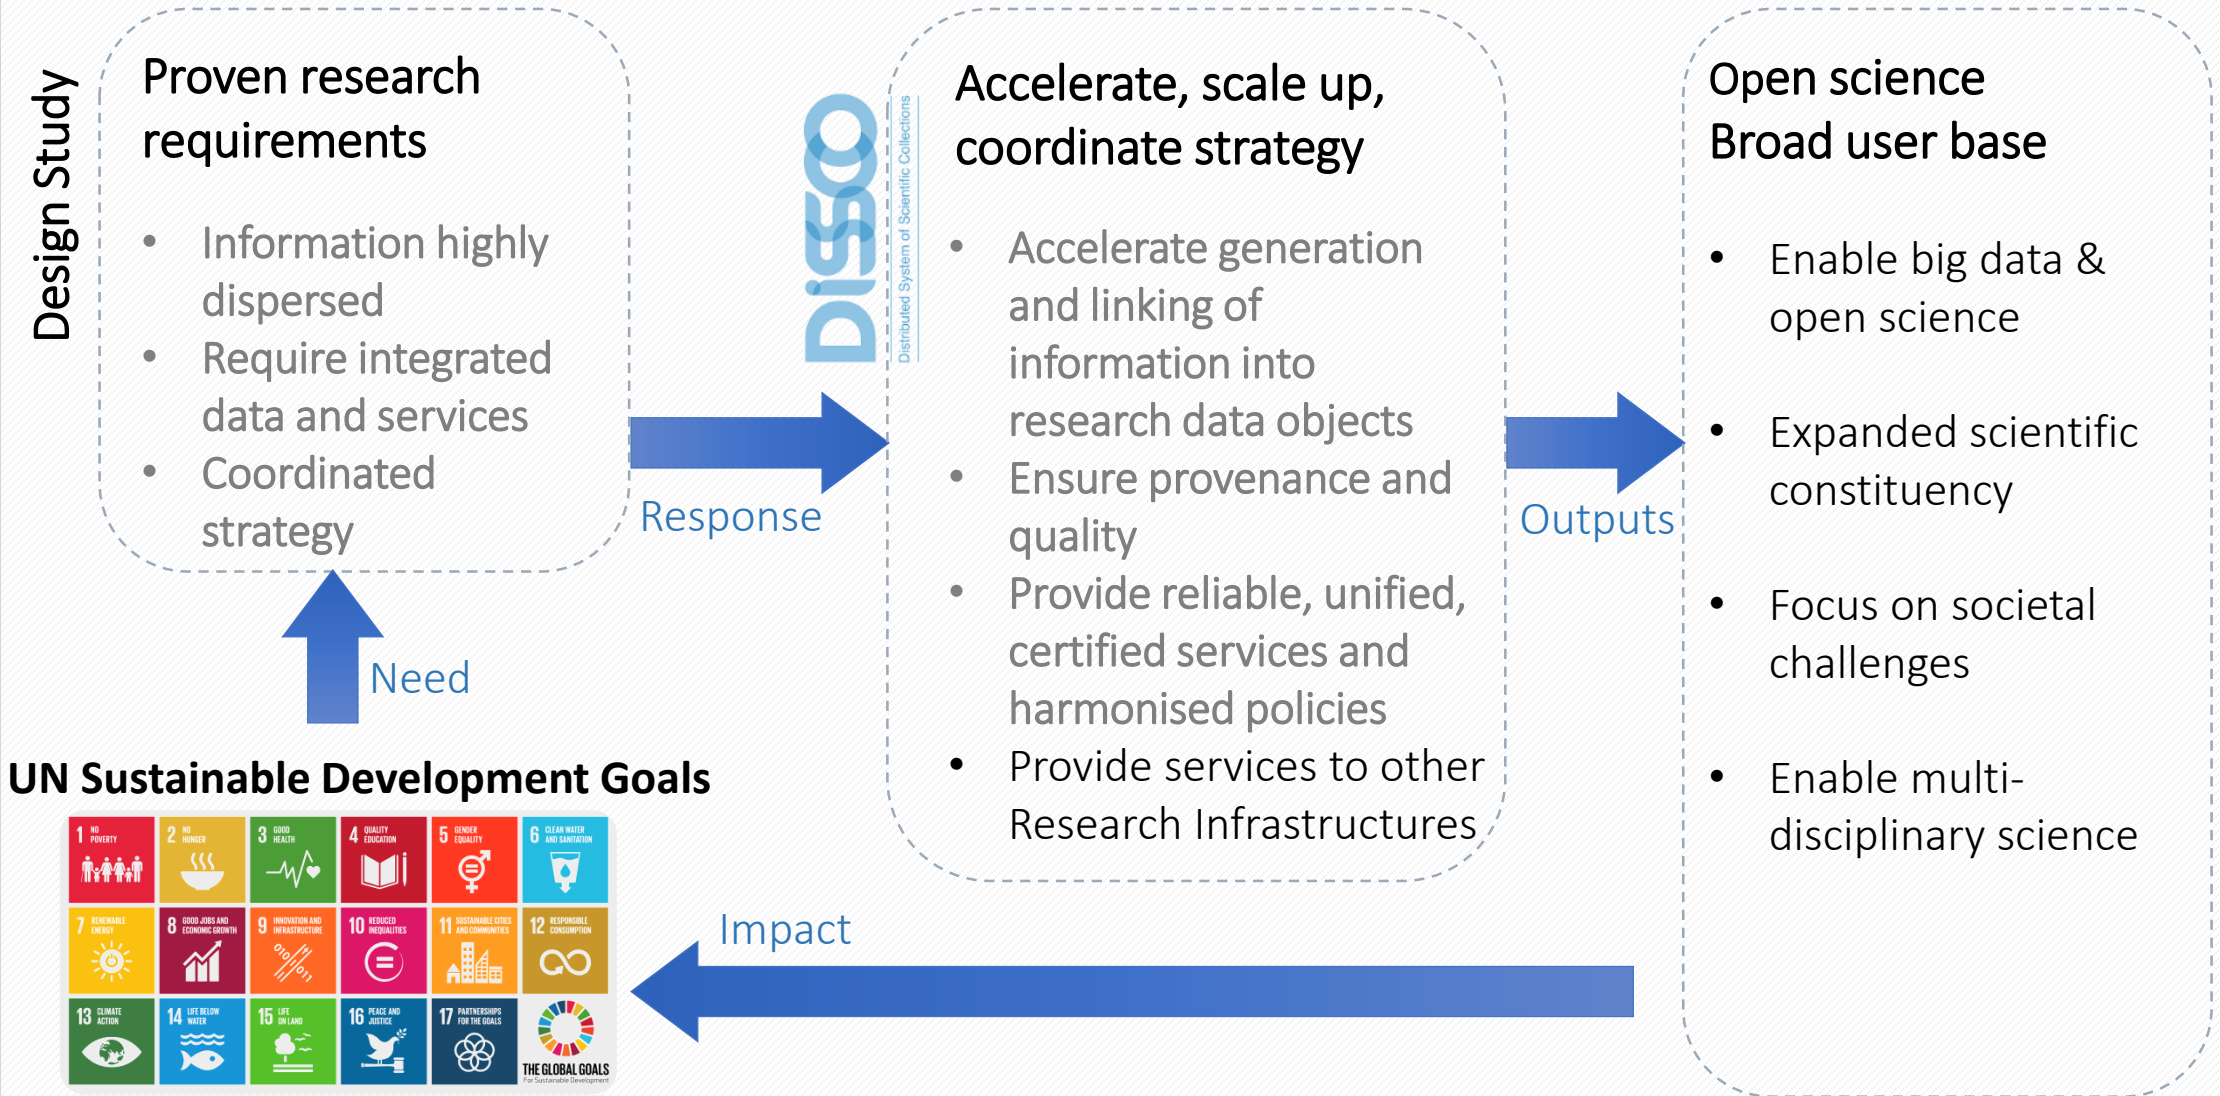 Design Study
Proven research
requirements
• Information highly
dispersed
• Require integrated
data and services
• Coordinated
strategy
Response
Need
DiSSCo
Distributed System of Scientific Collections
Accelerate, scale up,
coordinate strategy
• Accelerate generation
and linking of
information into
research data objects
• Ensure provenance and
quality
• Provide reliable, unified,
certified services and
harmonised policies
• Provide services to other
Research Infrastructures
Outputs
Open science
Broad user base
• Enable big data &
open science
• Expanded scientific
constituency
• Focus on societal
challenges
• Enable multi-
disciplinary science
Impact
UN Sustainable Development Goals
1 NO
POVERTY
2 NO
HUNGER
3 GOOD
HEALTH
4 QUALITY
EDUCATION
5 GENDER
EQUALITY
6 CLEAN WATER
AND SANITATION
7 RENEWABLE
ENERGY
8 GOOD JOBS AND
ECONOMIC GROWTH
9 INNOVATION AND
INFRASTRUCTURE
10 REDUCED
INEQUALITIES
11 SUSTAINABLE CITIES
AND COMMUNITIES
12 RESPONSIBLE
CONSUMPTION
13 CLIMATE
ACTION
14 LIFE BELOW
WATER
15 LIFE
ON LAND
16 PEACE AND
JUSTICE
17 PARTNERSHIPS
FOR THE GOALS
THE GLOBAL GOALS
For Sustainable Development